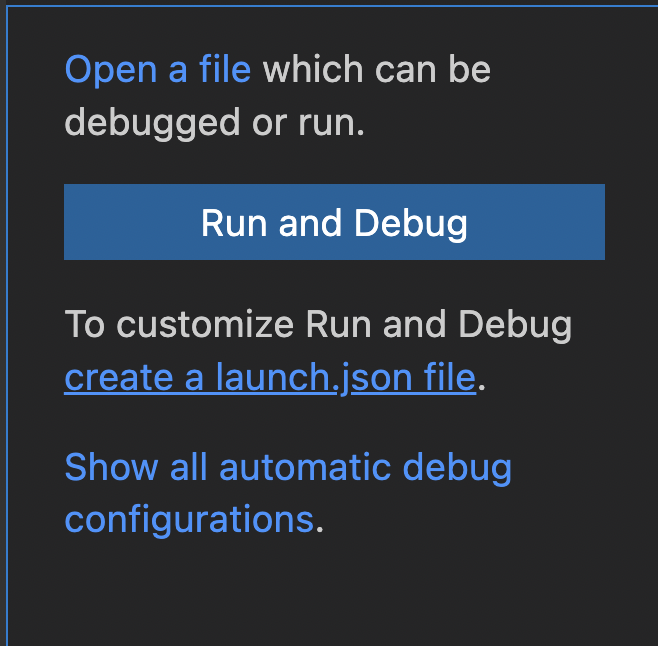 Open a file which can be
debugged or run.
Run and Debug
To customize Run and Debug
create a launch.json file.
Show all automatic debug
configurations.